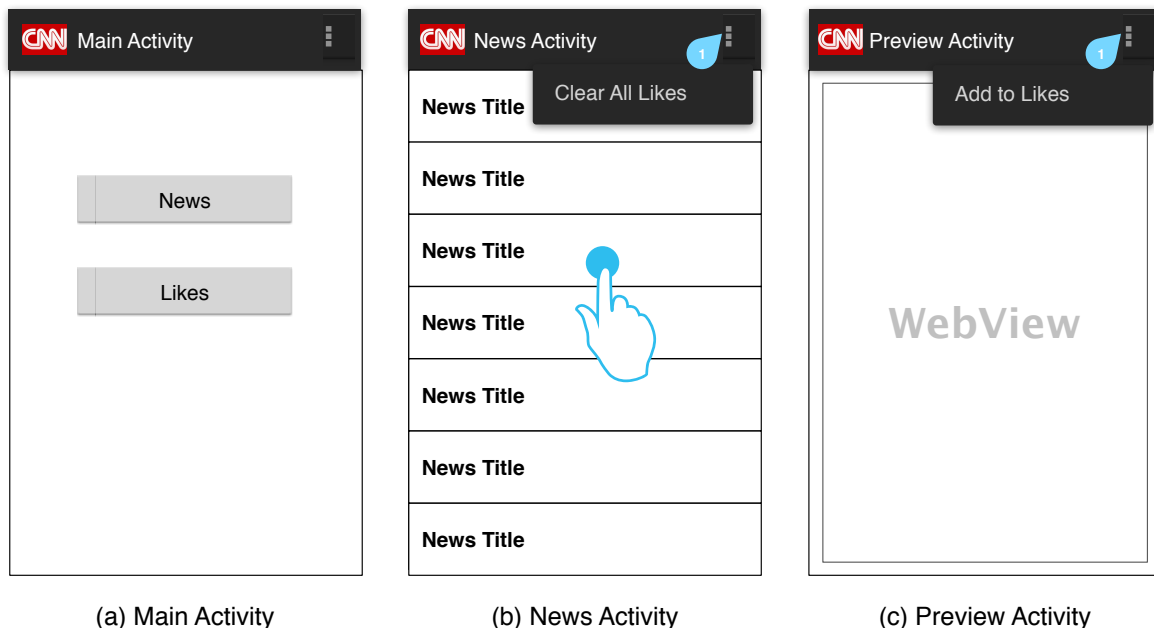 CNN Main Activity
News
Likes
(a) Main Activity
CNN News Activity
1
Clear All Likes
News Title
News Title
News Title
News Title
News Title
News Title
News Title
(b) News Activity
CNN Preview Activity
1
Add to Likes
WebView
(c) Preview Activity